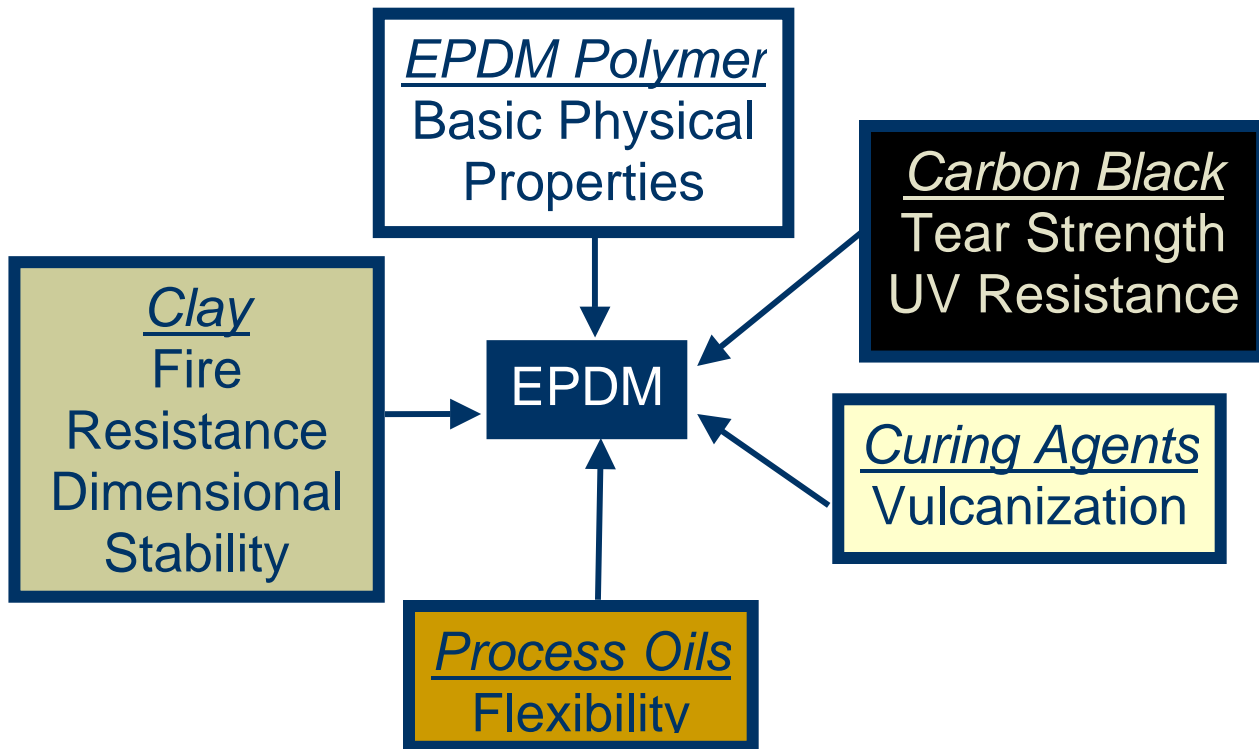 EPDM Polymer
Basic Physical
Properties
Carbon Black
Tear Strength
UV Resistance
Clay
Fire
Resistance
Dimensional
Stability
EPDM
Curing Agents
Vulcanization
Process Oils
Flexibility